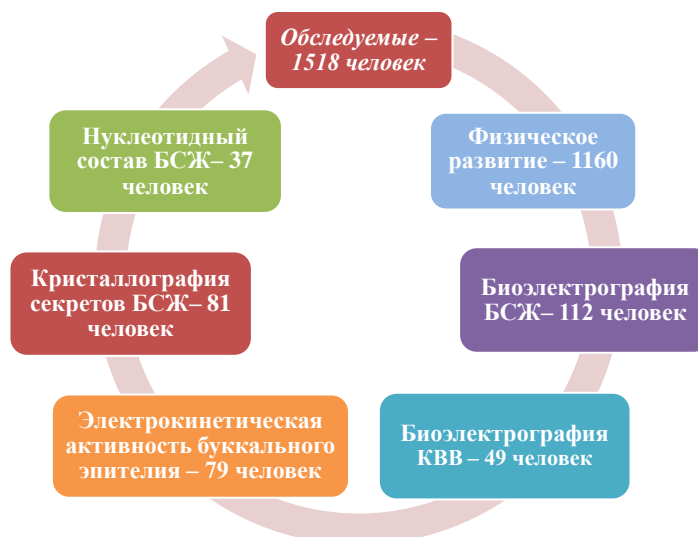 Обследуемые –
1518 человек
Физическое
развитие – 1160
человек
Биоэлектрография
БСЖ– 112 человек
Биоэлектрография
КВВ – 49 человек
Электрокинетическая
активность буккального
эпителия – 79 человек
Кристаллография
секретов БСЖ– 81
человек
Нуклеотидный
состав БСЖ– 37
человек